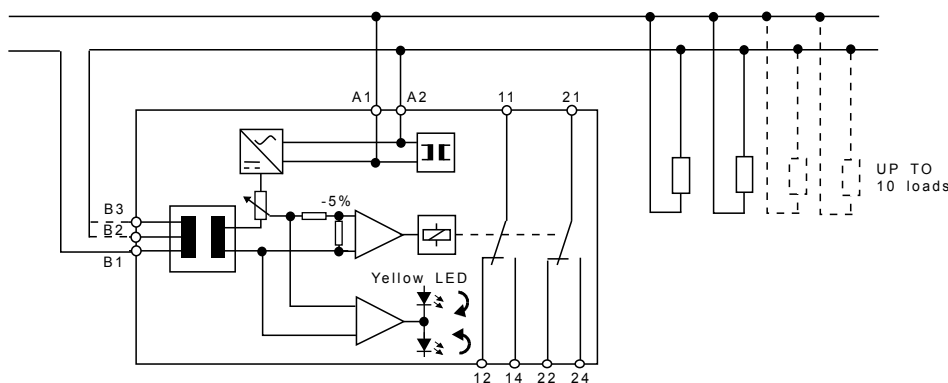 A1
A2
11
21
UP TO
10 loads
-5%
B3
B2
B1
Yellow LED
12
14
22
24